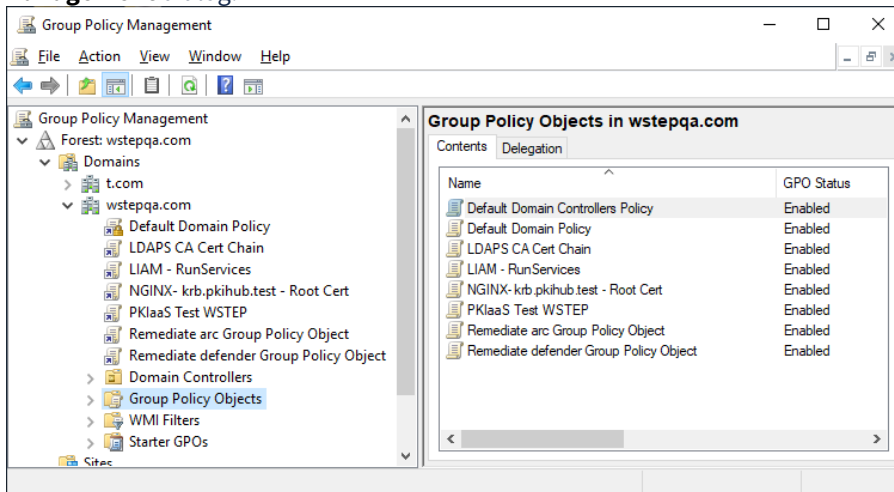 Group Policy Management
File Action View Window Help
Group Policy Management
Forest: wstepqa.com
Domains
t.com
wstepqa.com
Default Domain Policy
LDAPS CA Cert Chain
LIAM - RunServices
NGINX- krb.pkihub.test - Root Cert
PKIaaS Test WSTEP
Remediate arc Group Policy Object
Remediate defender Group Policy Object
Domain Controllers
Group Policy Objects
WMI Filters
Starter GPOs
Sites
Group Policy Objects in wstepqa.com
Contents Delegation
Name GPO Status
Default Domain Controllers Policy Enabled
Default Domain Policy Enabled
LDAPS CA Cert Chain Enabled
LIAM - RunServices Enabled
NGINX- krb.pkihub.test - Root Cert Enabled
PKIaaS Test WSTEP Enabled
Remediate arc Group Policy Object Enabled
Remediate defender Group Policy Object Enabled